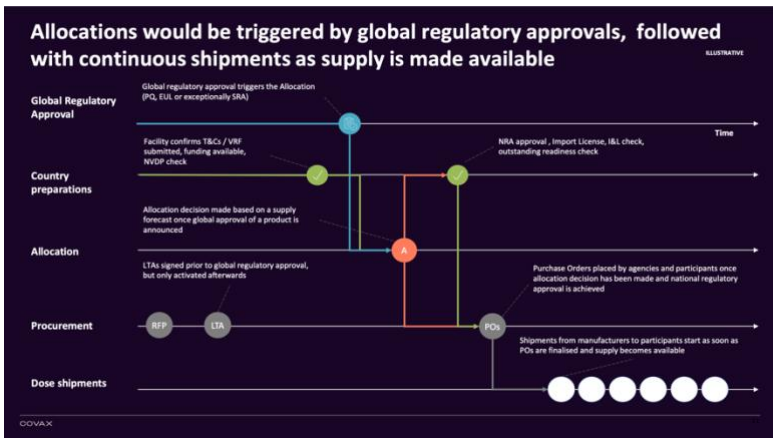 Allocations would be triggered by global regulatory approvals, followed
with continuous shipments as supply is made available
ILLUSTRATIVE
Global regulatory approval triggers the Allocation
(PQ, EUL or exceptionally SRA)
Global Regulatory
Approval
Time
Facility confirms T&Cs / VRF
submitted, funding available,
NVDP check
NRA approval , Import License, I&L check,
outstanding readiness check
Country
preparations
Allocation decision made based on a supply
forecast once global approval of a product is
announced
Allocation
A
LTAs signed prior to global regulatory approval,
but only activated afterwards
Purchase Orders placed by agencies and participants once
allocation decision has been made and national regulatory
approval is achieved
Procurement
RFP
LTA
POs
Shipments from manufacturers to participants start as soon as
POs are finalised and supply becomes available
Dose shipments
COVAX